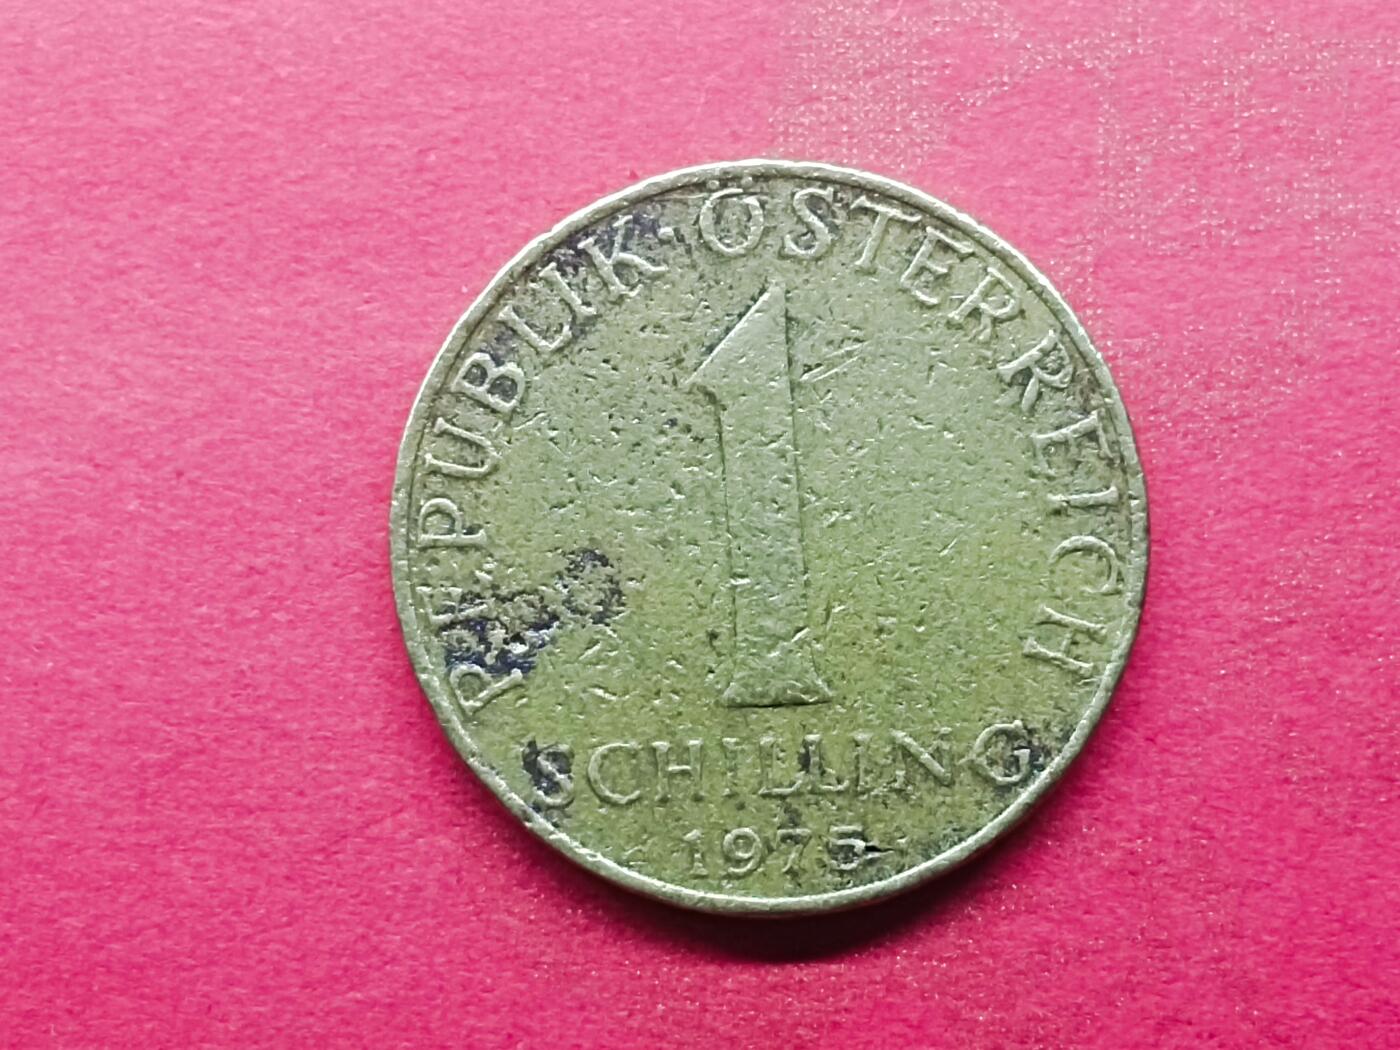 REPUBLIK·ÖSTERREICH
1
SCHILLING
1975